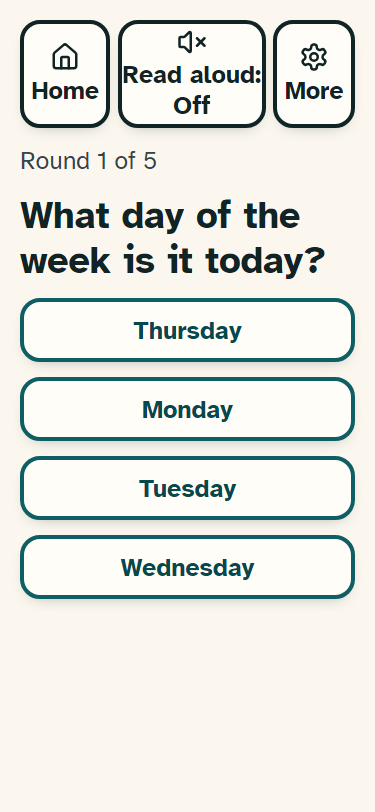 Home
Read aloud:
Off
More
Round 1 of 5
What day of the
week is it today?
Thursday
Monday
Tuesday
Wednesday